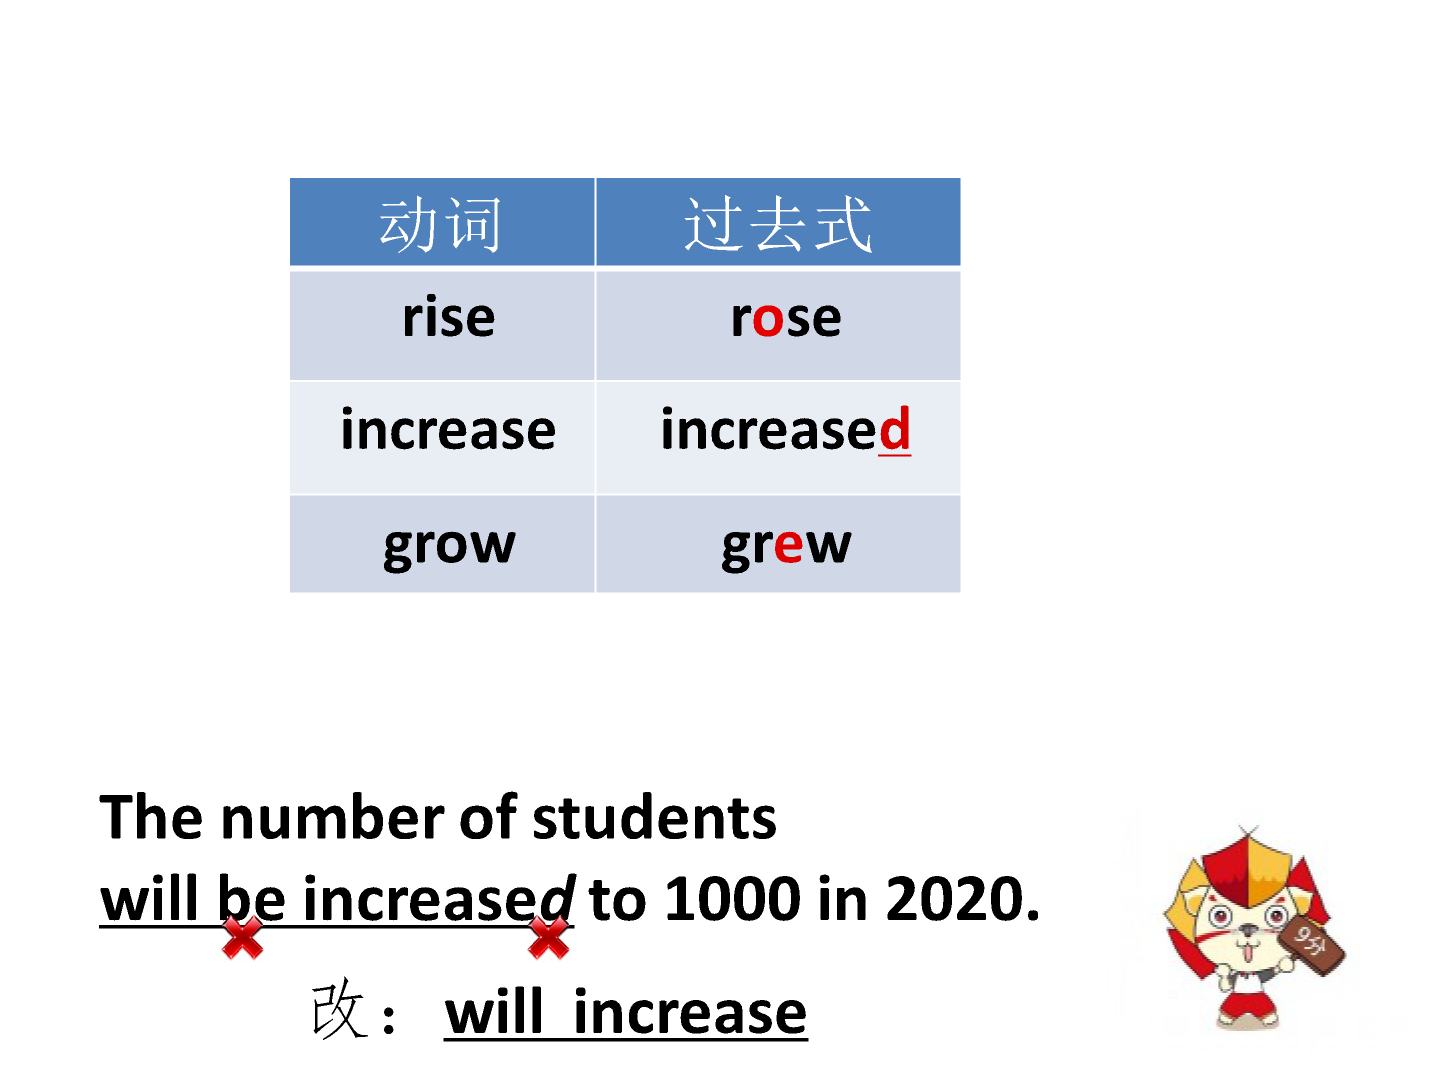 动词 过去式
rise rose
increase increased
grow grew
The number of students
will be increased to 1000 in 2020.
改： will increase
9分